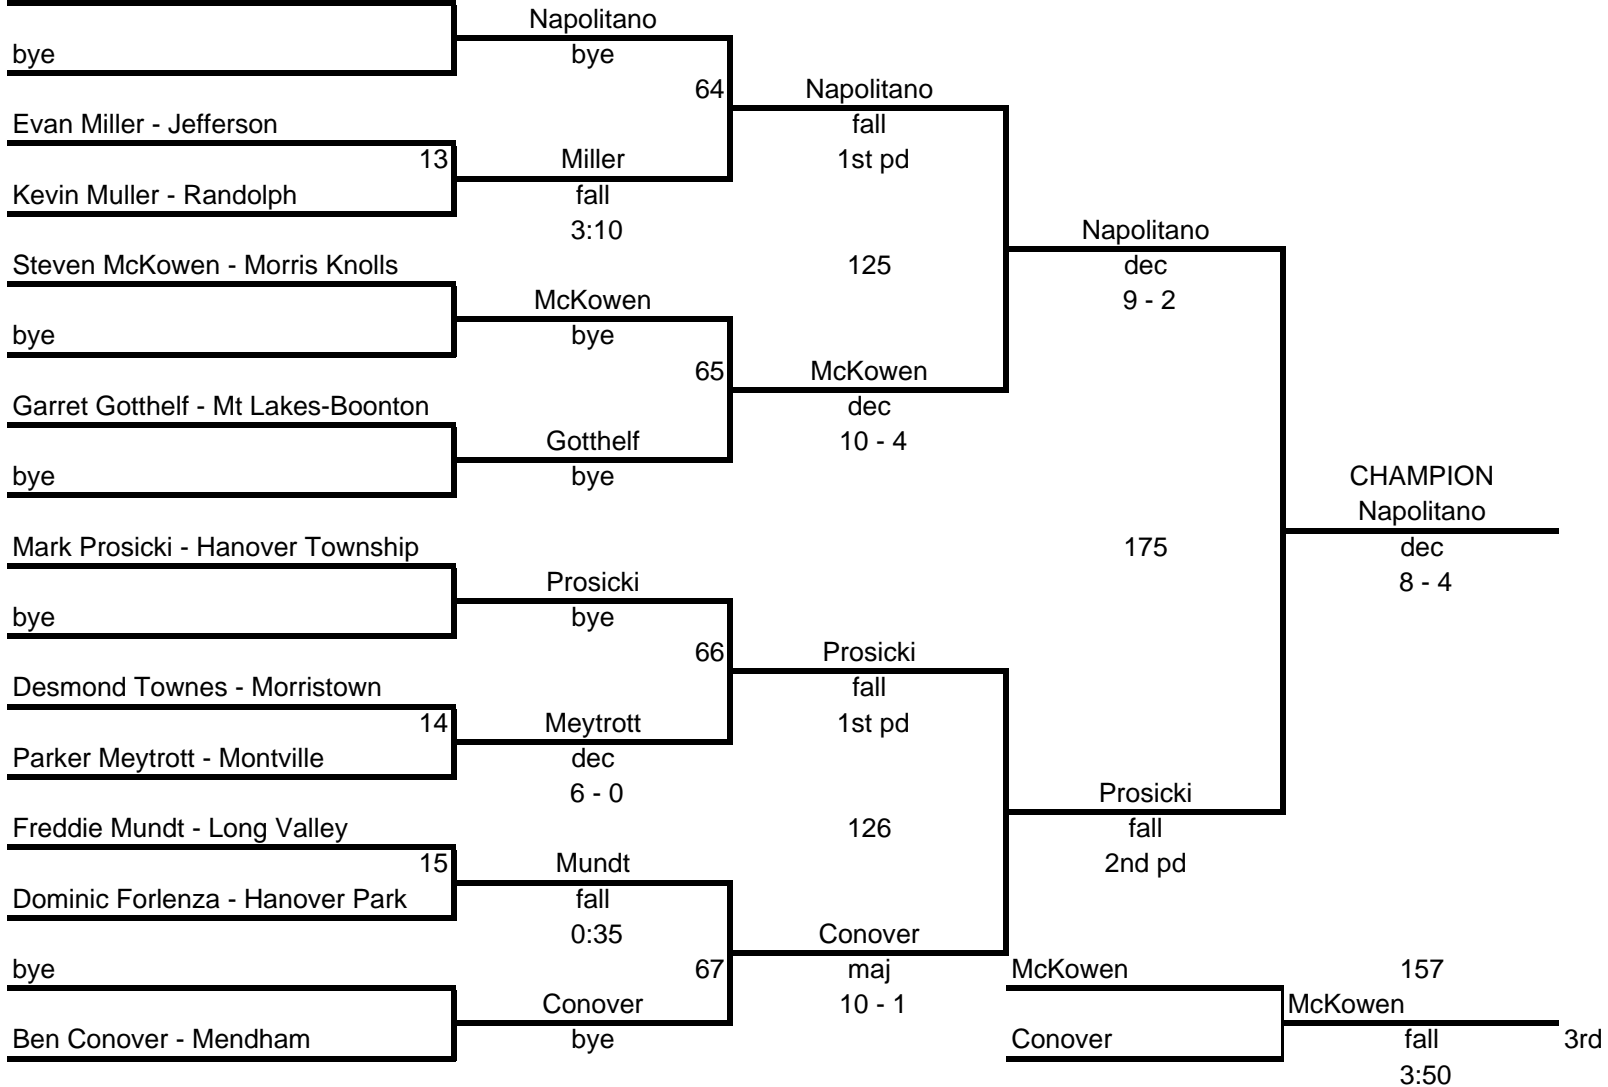 Napolitano
bye
bye
64
Napolitano
Evan Miller - Jefferson
fall
13
Miller
1st pd
Kevin Muller - Randolph
fall
3:10
Napolitano
Steven McKowen - Morris Knolls
125
dec
McKowen
9 - 2
bye
bye
65
McKowen
Garret Gotthelf - Mt Lakes-Boonton
dec
Gotthelf
10 - 4
bye
bye
CHAMPION
Napolitano
Mark Prosicki - Hanover Township
175
dec
Prosicki
8 - 4
bye
bye
66
Prosicki
Desmond Townes - Morristown
fall
14
Meytrott
1st pd
Parker Meytrott - Montville
dec
6 - 0
Prosicki
Freddie Mundt - Long Valley
126
fall
15
Mundt
2nd pd
Dominic Forlenza - Hanover Park
fall
0:35
Conover
bye
67
maj
McKowen
157
Conover
10 - 1
McKowen
Ben Conover - Mendham
bye
Conover
fall
3rd
3:50